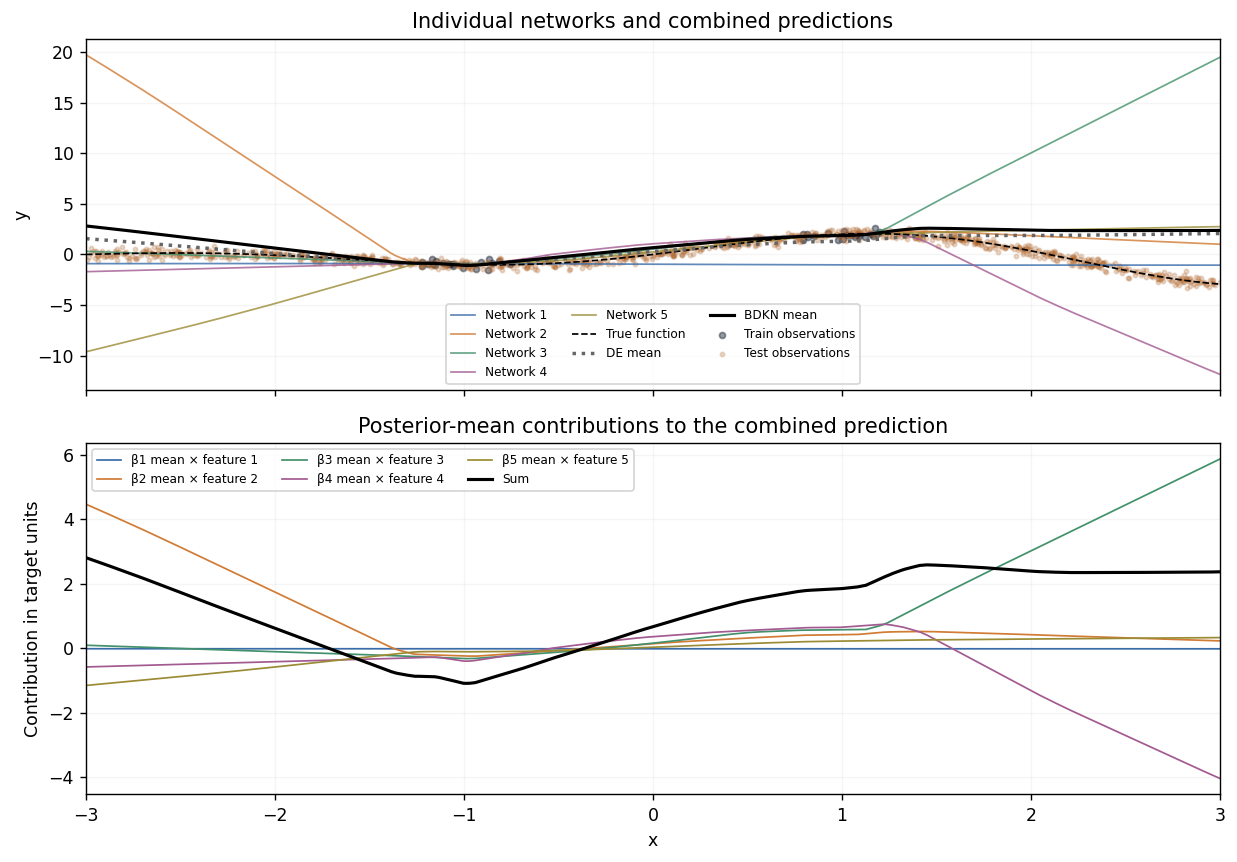 Individual networks and combined predictions
20
15
10
5
0
−5
−10
y
Network 1
Network 2
Network 3
Network 4
Network 5
True function
DE mean
BDKN mean
Train observations
Test observations
Posterior-mean contributions to the combined prediction
6
4
2
0
−2
−4
Contribution in target units
β1 mean × feature 1
β2 mean × feature 2
β3 mean × feature 3
β4 mean × feature 4
β5 mean × feature 5
Sum
−3 −2 −1 0 1 2 3
x